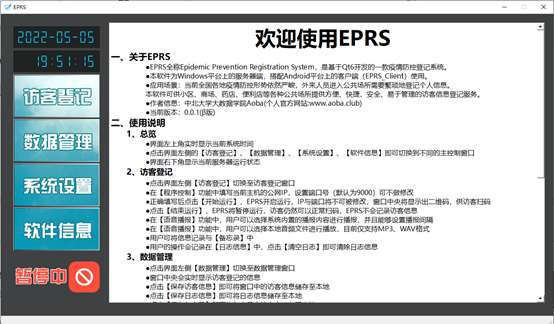 EPRS
2022-05-05
19:51:15
访客登记
数据管理
系统设置
软件信息
暂停中
欢迎使用EPRS
一、关于EPRS
●EPRS全称Epidemic Prevention Registration System，是基于Qt6开发的一款疫情防控登记系统。
●本软件为Windows平台上的服务器端，搭配Android平台上的客户端（EPRS_Client）使用。
●应用场景：当前全国各地疫情防控形势依然严峻，外来人员进入公共场所需要繁琐地登记个人信息。
本软件可供小区、商场、药店、便利店等各种公共场所提供方便、快捷、安全、易于管理的访客信息登记服务。
●作者信息：中北大学大数据学院Aoba(个人官网站:www.aoba.club)
●当前版本：0.0.1(β版)
二、使用说明
1、总览
●界面左上角实时显示当前系统时间
●点击界面左侧的【访客登记】、【数据管理】、【系统设置】、【软件信息】即可切换到不同的主控制窗口
●界面右下角显示当前服务器运行状态
2、访客登记
●点击界面左侧【访客登记】切换至访客登记窗口
●在【程序控制】功能中填写当前主机的公网IP，设置端口号（默认为9000）可不做修改
●正确填写后点击【开始运行】，EPRS开启运行，IP与端口将不可被修改，窗口中央将显示出二维码，供访客扫码
●点击【结束运行】，EPRS将暂停运行，访客仍然可以正常扫码，EPRS不会记录访客信息
●在【语音播报】功能中，用户可以选择系统内置的播报内容进行播报，并且能够设置播报间隔
●在【语音播报】功能中，用户可以选择本地音频文件进行播放，目前仅支持MP3、WAV格式
●用户可将信息记录与【备忘录】中
●用户的操作会记录在【日志信息】中，点击【清空日志】即可清除日志信息
3、数据管理
●点击界面左侧【数据管理】切换至数据管理窗口
●窗口中央会实时显示访客登记的信息
●点击【保存访客信息】即可将窗口中的访客信息储存至本地
●点击【保存日志信息】即可将日志信息储存至本地